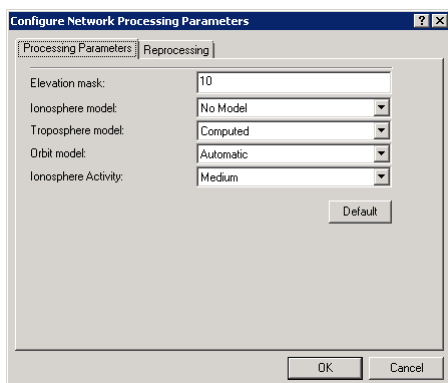 Configure Network Processing Parameters
Processing Parameters
Reprocessing
Elevation mask: 10
Ionosphere model: No Model
Troposphere model: Computed
Orbit model: Automatic
Ionosphere Activity: Medium
Default
OK
Cancel